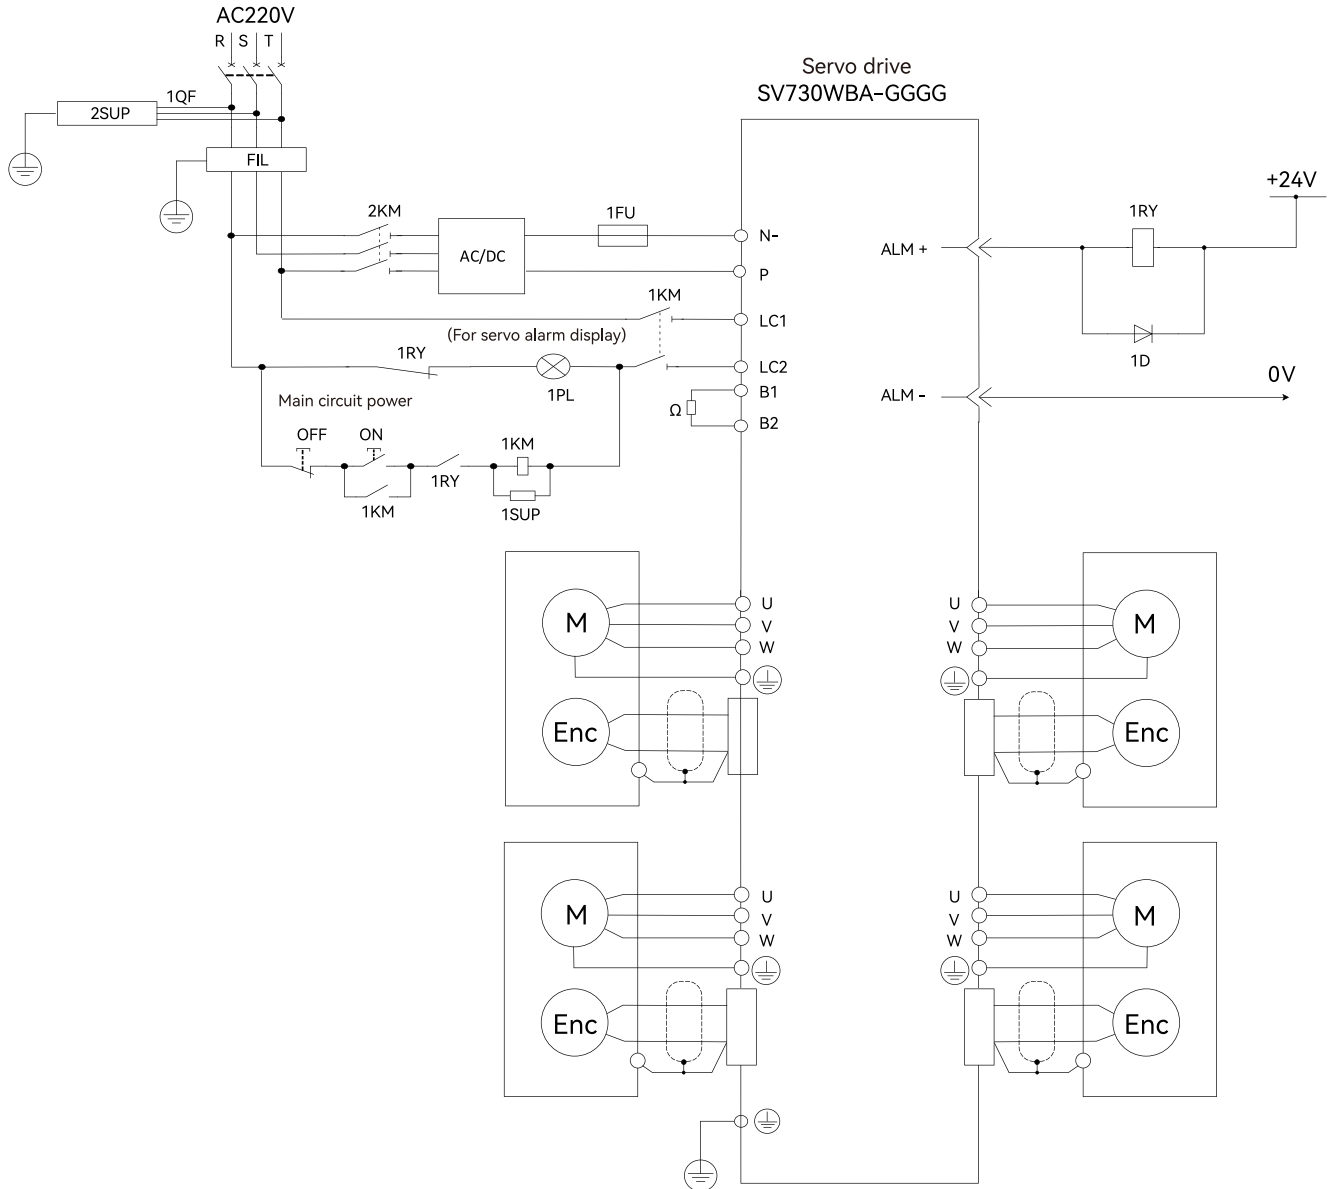 AC220V
R S T
Servo drive
SV730WBA-GGGG
1QF
2SUP
FIL
+24V
2KM
1FU
1RY
N-
ALM +
AC/DC
P
1KM
LC1
(For servo alarm display)
1RY
LC2
1D
1PL
B1
0V
Main circuit power
ALM -
Ω
B2
OFF
ON
1KM
1RY
1KM
1SUP
U
U
M
V
V
M
W
W
Enc
Enc
U
U
M
V
V
M
W
W
Enc
Enc